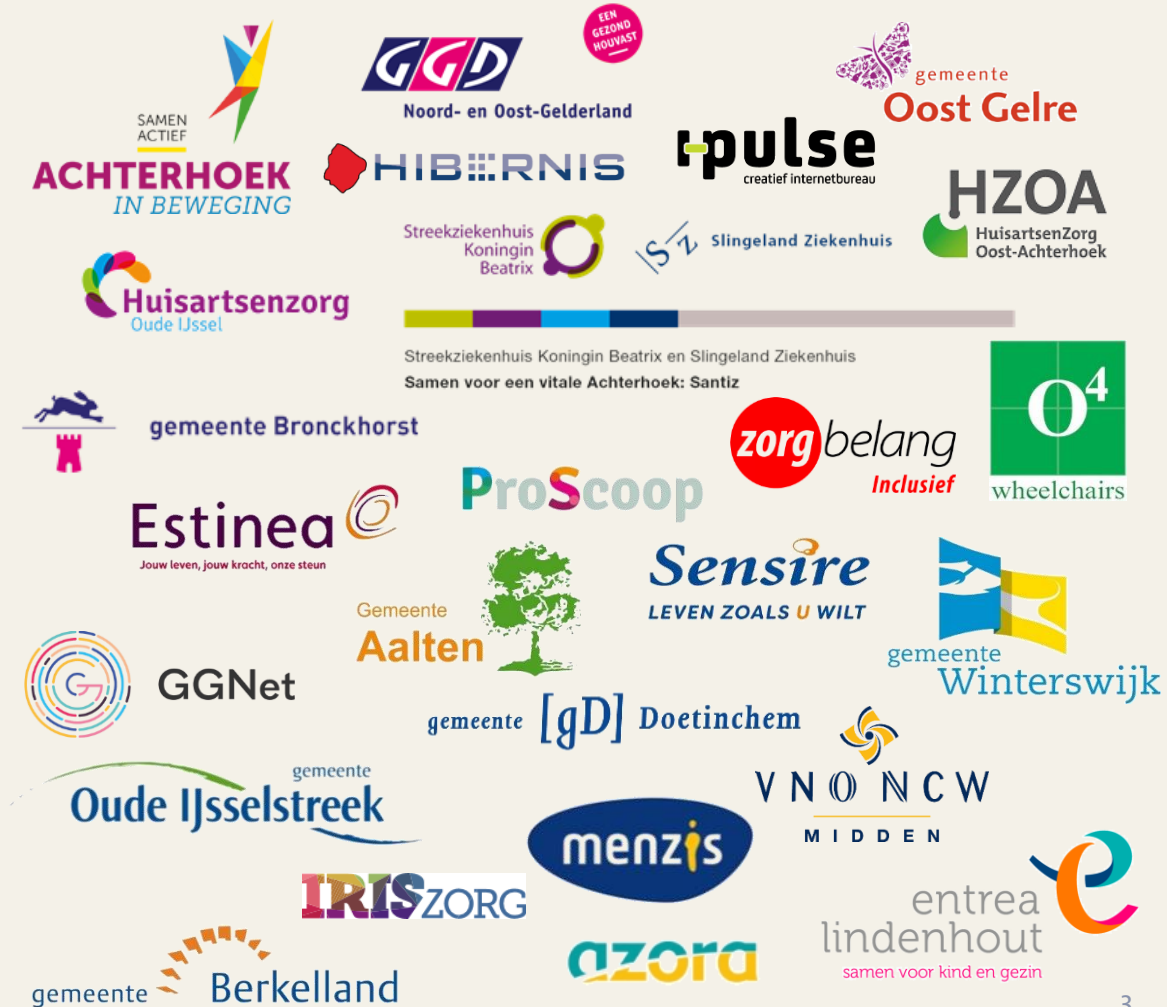 SAMEN
ACTIEF
ACHTERHOEK
IN BEWEGING
GGD
Noord- en Oost-Gelderland
EEN
GEZOND
HOUVAST
gemeente
Oost Gelre
HIBERNIS
i-pulse
creatief internetbureau
HZOA
HuisartsenZorg
Oost-Achterhoek
Streekziekenhuis
Koningin
Beatrix
Sz Slingeland Ziekenhuis
Huisartsenzorg
Oude IJssel
Streekziekenhuis Koningin Beatrix en Slingeland Ziekenhuis
Samen voor een vitale Achterhoek: Santiz
gemeente Bronckhorst
zorgbelang
Inclusief
O4
wheelchairs
ProScoop
Estinea
Jouw leven, jouw kracht, onze steun
Sensire
LEVEN ZOALS U WILT
Gemeente
Aalten
gemeente
Winterswijk
G GGNet
gemeente [gD] Doetinchem
VNO NCW
MIDDEN
gemeente
Oude IJsselstreek
menzis
IRISZORG
e
entrea
lindenhout
samen voor kind en gezin
azora
gemeente Berkelland
3